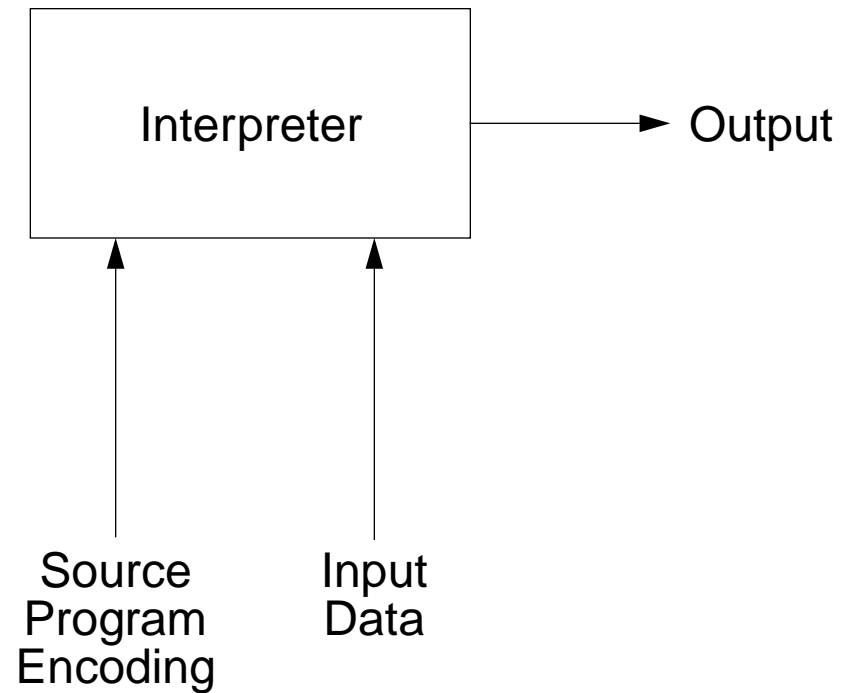 Interpreter
Output
Source
Program
Encoding
Input
Data